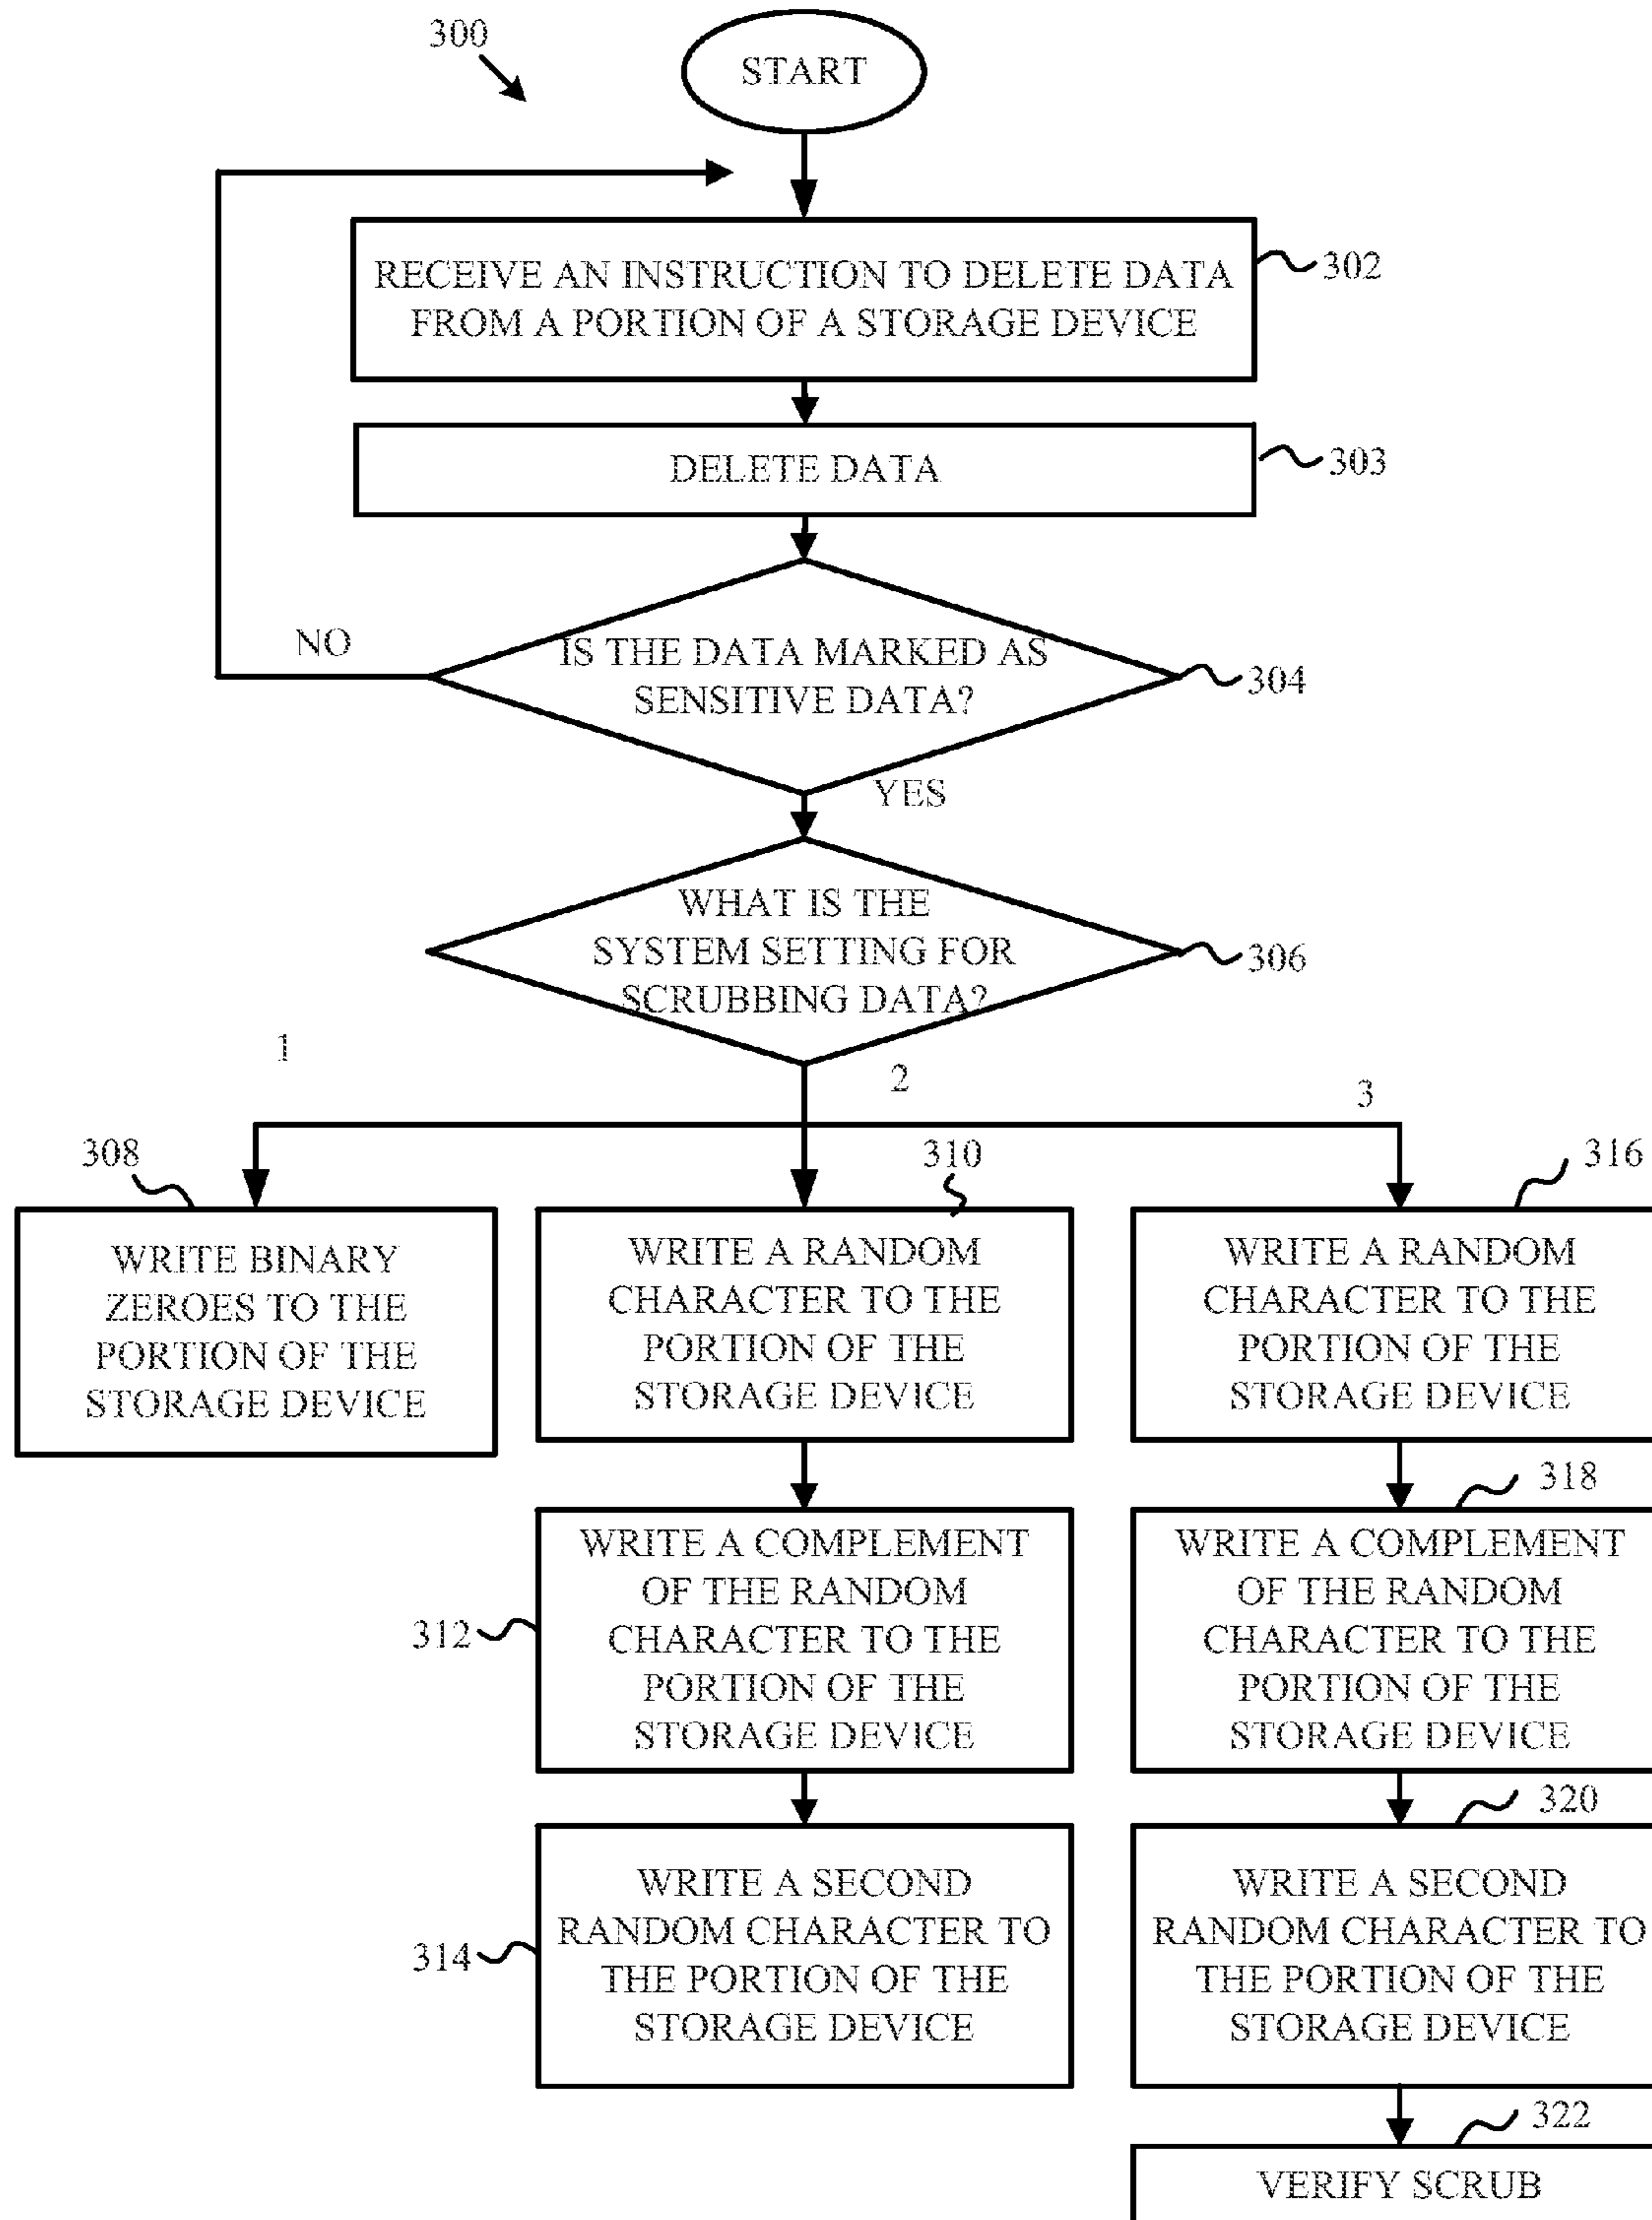 300
START
RECEIVE AN INSTRUCTION TO DELETE DATA
FROM A PORTION OF A STORAGE DEVICE
302
DELETE DATA
303
NO
IS THE DATA MARKED AS
SENSITIVE DATA?
304
YES
WHAT IS THE
SYSTEM SETTING FOR
SCRUBBING DATA?
306
1
2
3
308
WRITE BINARY
ZEROES TO THE
PORTION OF THE
STORAGE DEVICE
310
WRITE A RANDOM
CHARACTER TO THE
PORTION OF THE
STORAGE DEVICE
316
WRITE A RANDOM
CHARACTER TO THE
PORTION OF THE
STORAGE DEVICE
312
WRITE A COMPLEMENT
OF THE RANDOM
CHARACTER TO THE
PORTION OF THE
STORAGE DEVICE
318
WRITE A COMPLEMENT
OF THE RANDOM
CHARACTER TO THE
PORTION OF THE
STORAGE DEVICE
314
WRITE A SECOND
RANDOM CHARACTER TO
THE PORTION OF THE
STORAGE DEVICE
320
WRITE A SECOND
RANDOM CHARACTER TO
THE PORTION OF THE
STORAGE DEVICE
322
VERIFY SCRUB